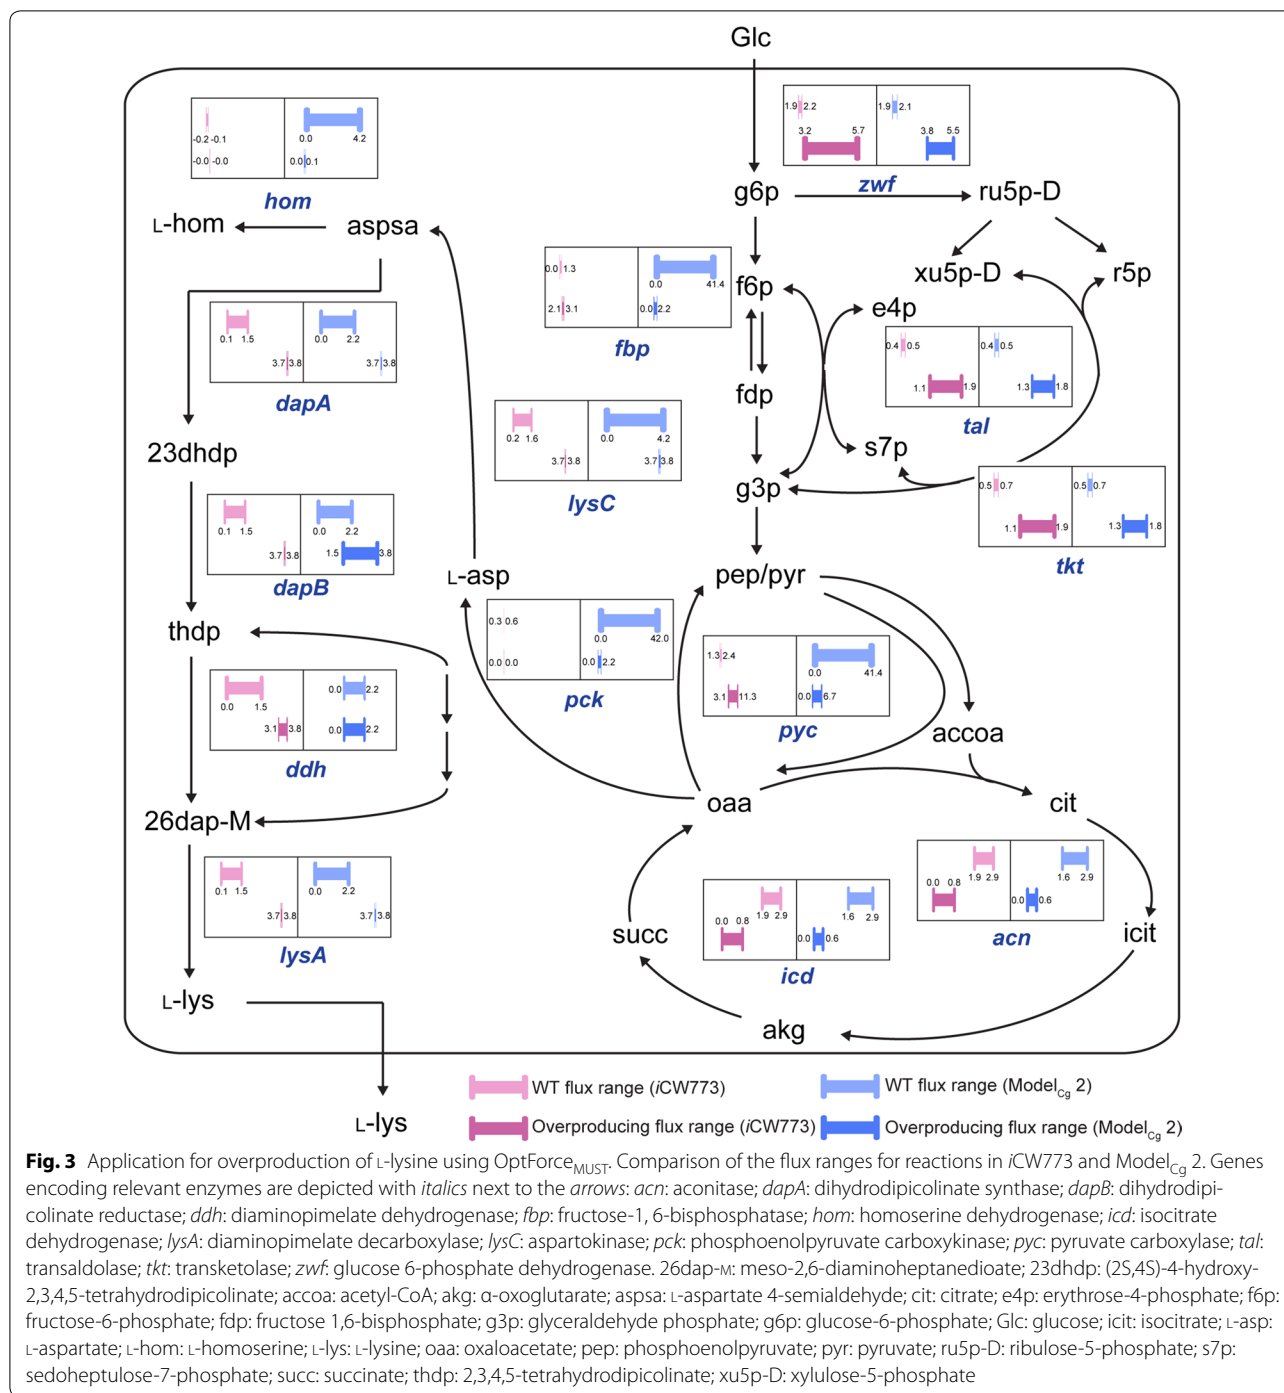 Glc
1.9 2.2 1.9 2.1
3.2 5.7 3.8 5.5
zwf
-0.2 -0.1 0.0 4.2
-0.0 -0.0 0.0 0.1
hom
g6p
ru5p-D
L-hom
aspsa
xu5p-D
r5p
0.0 1.3 0.0 41.4
2.1 3.1 0.0 2.2
fbp
f6p
e4p
0.1 1.5 0.0 2.2
3.7 3.8 3.7 3.8
dapA
0.4 0.5 0.4 0.5
1.1 1.9 1.3 1.8
tal
fdp
0.2 1.6 0.0 4.2
3.7 3.8 3.7 3.8
lysC
23dhdp
s7p
g3p
0.5 0.7 0.5 0.7
1.1 1.9 1.3 1.8
tkt
0.1 1.5 0.0 2.2
3.7 3.8 1.5 3.8
dapB
L-asp
pep/pyr
thdp
0.3 0.6 0.0 42.0
0.0 0.0 0.0 2.2
pck
1.3 2.4 0.0 41.4
3.1 11.3 0.0 6.7
pyc
0.0 1.5 0.0 2.2
3.1 3.8 0.0 2.2
ddh
accoa
26dap-M
oaa
cit
0.1 1.5 0.0 2.2
3.7 3.8 3.7 3.8
lysA
1.9 2.9 1.6 2.9
0.0 0.8 0.0 0.6
acn
1.9 2.9 1.6 2.9
0.0 0.8 0.0 0.6
icd
succ
icit
L-lys
akg
L-lys
WT flux range (iCW773)
WT flux range (ModelCg 2)
Overproducing flux range (iCW773)
Overproducing flux range (ModelCg 2)
Fig. 3 Application for overproduction of L-lysine using OptForceMUST. Comparison of the flux ranges for reactions in iCW773 and ModelCg 2. Genes
encoding relevant enzymes are depicted with italics next to the arrows: acn: aconitase; dapA: dihydrodipicolinate synthase; dapB: dihydrodipi-
colinate reductase; ddh: diaminopimelate dehydrogenase; fbp: fructose-1, 6-bisphosphatase; hom: homoserine dehydrogenase; icd: isocitrate
dehydrogenase; lysA: diaminopimelate decarboxylase; lysC: aspartokinase; pck: phosphoenolpyruvate carboxykinase; pyc: pyruvate carboxylase; tal:
transaldolase; tkt: transketolase; zwf: glucose 6-phosphate dehydrogenase. 26dap-M: meso-2,6-diaminoheptanedioate; 23dhdp: (2S,4S)-4-hydroxy-
2,3,4,5-tetrahydrodipicolinate; accoa: acetyl-CoA; akg: α-oxoglutarate; aspsa: L-aspartate 4-semialdehyde; cit: citrate; e4p: erythrose-4-phosphate; f6p:
fructose-6-phosphate; fdp: fructose 1,6-bisphosphate; g3p: glyceraldehyde phosphate; g6p: glucose-6-phosphate; Glc: glucose; icit: isocitrate; L-asp:
L-aspartate; L-hom: L-homoserine; L-lys: L-lysine; oaa: oxaloacetate; pep: phosphoenolpyruvate; pyr: pyruvate; ru5p-D: ribulose-5-phosphate; s7p:
sedoheptulose-7-phosphate; succ: succinate; thdp: 2,3,4,5-tetrahydrodipicolinate; xu5p-D: xylulose-5-phosphate